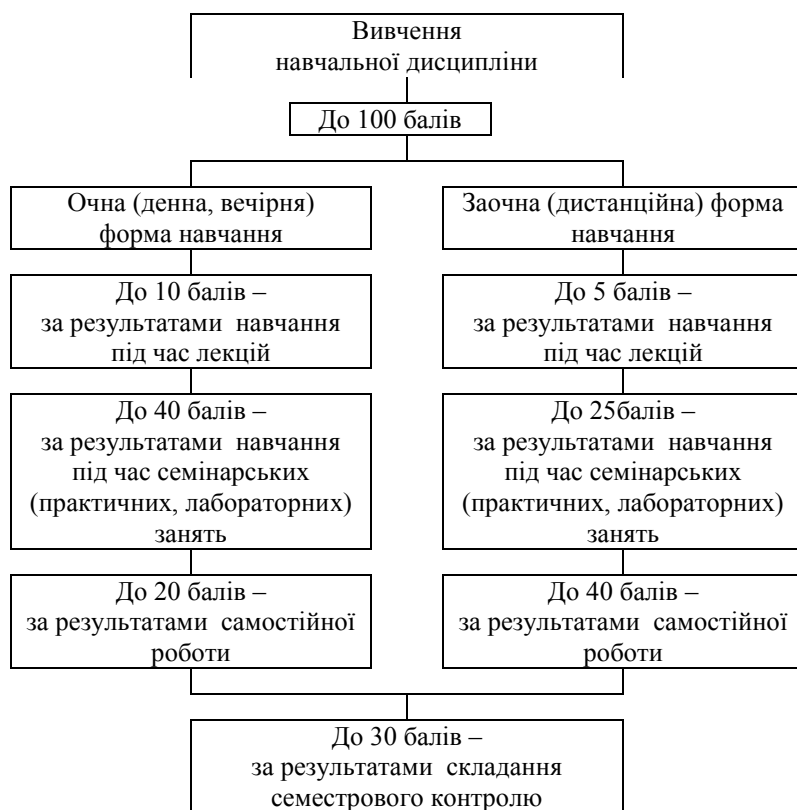 Вивчення
навчальної дисципліни
До 100 балів
Очна (денна, вечірня)
форма навчання
Заочна (дистанційна) форма
навчання
До 10 балів –
за результатами навчання
під час лекцій
До 5 балів –
за результатами навчання
під час лекцій
До 40 балів –
за результатами навчання
під час семінарських
(практичних, лабораторних)
занять
До 25балів –
за результатами навчання
під час семінарських
(практичних, лабораторних)
занять
До 20 балів –
за результатами самостійної
роботи
До 40 балів –
за результатами самостійної
роботи
До 30 балів –
за результатами складання
семестрового контролю